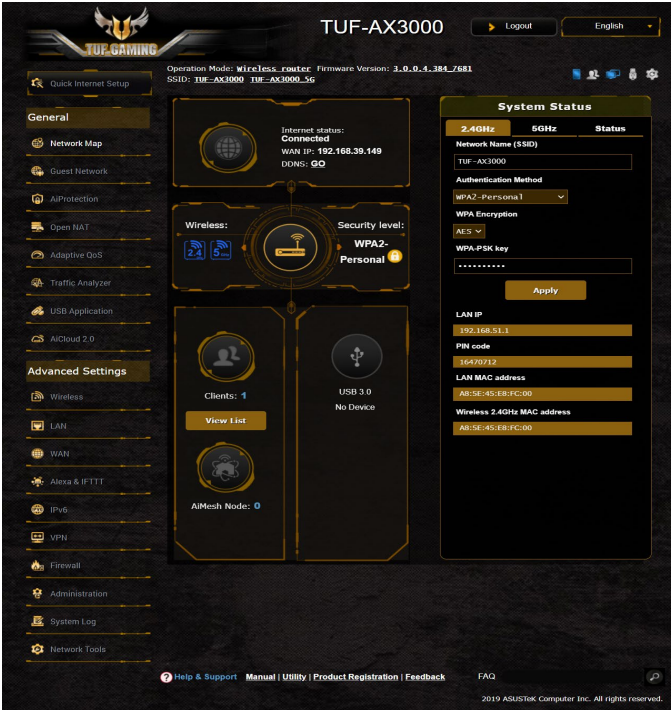 TUF GAMING
TUF-AX3000
Logout
English
Quick Internet Setup
Operation Mode: Wireless router Firmware Version: 3.0.0.4.384_7681
SSID: TUF-AX3000 TUF-AX3000_5G
General
Network Map
Guest Network
AiProtection
Open NAT
Adaptive QoS
Traffic Analyzer
USB Application
AiCloud 2.0
Advanced Settings
Wireless
LAN
WAN
Alexa & IFTTT
IPv6
VPN
Firewall
Administration
System Log
Network Tools
Internet status:
Connected
WAN IP: 192.168.39.149
DDNS: GO
Wireless:
2.4
5
Security level:
WPA2-
Personal
Clients: 1
View List
AiMesh Node: 0
USB 3.0
No Device
System Status
2.4GHz 5GHz Status
Network Name (SSID)
TUF-AX3000
Authentication Method
WPA2-Personal
WPA Encryption
AES
WPA-PSK key
••••••••••
Apply
LAN IP
192.168.51.1
PIN code
16470712
LAN MAC address
A8:5E:45:E8:FC:00
Wireless 2.4GHz MAC address
A8:5E:45:E8:FC:00
? Help & Support Manual | Utility | Product Registration | Feedback FAQ
2019 ASUSTeK Computer Inc. All rights reserved.